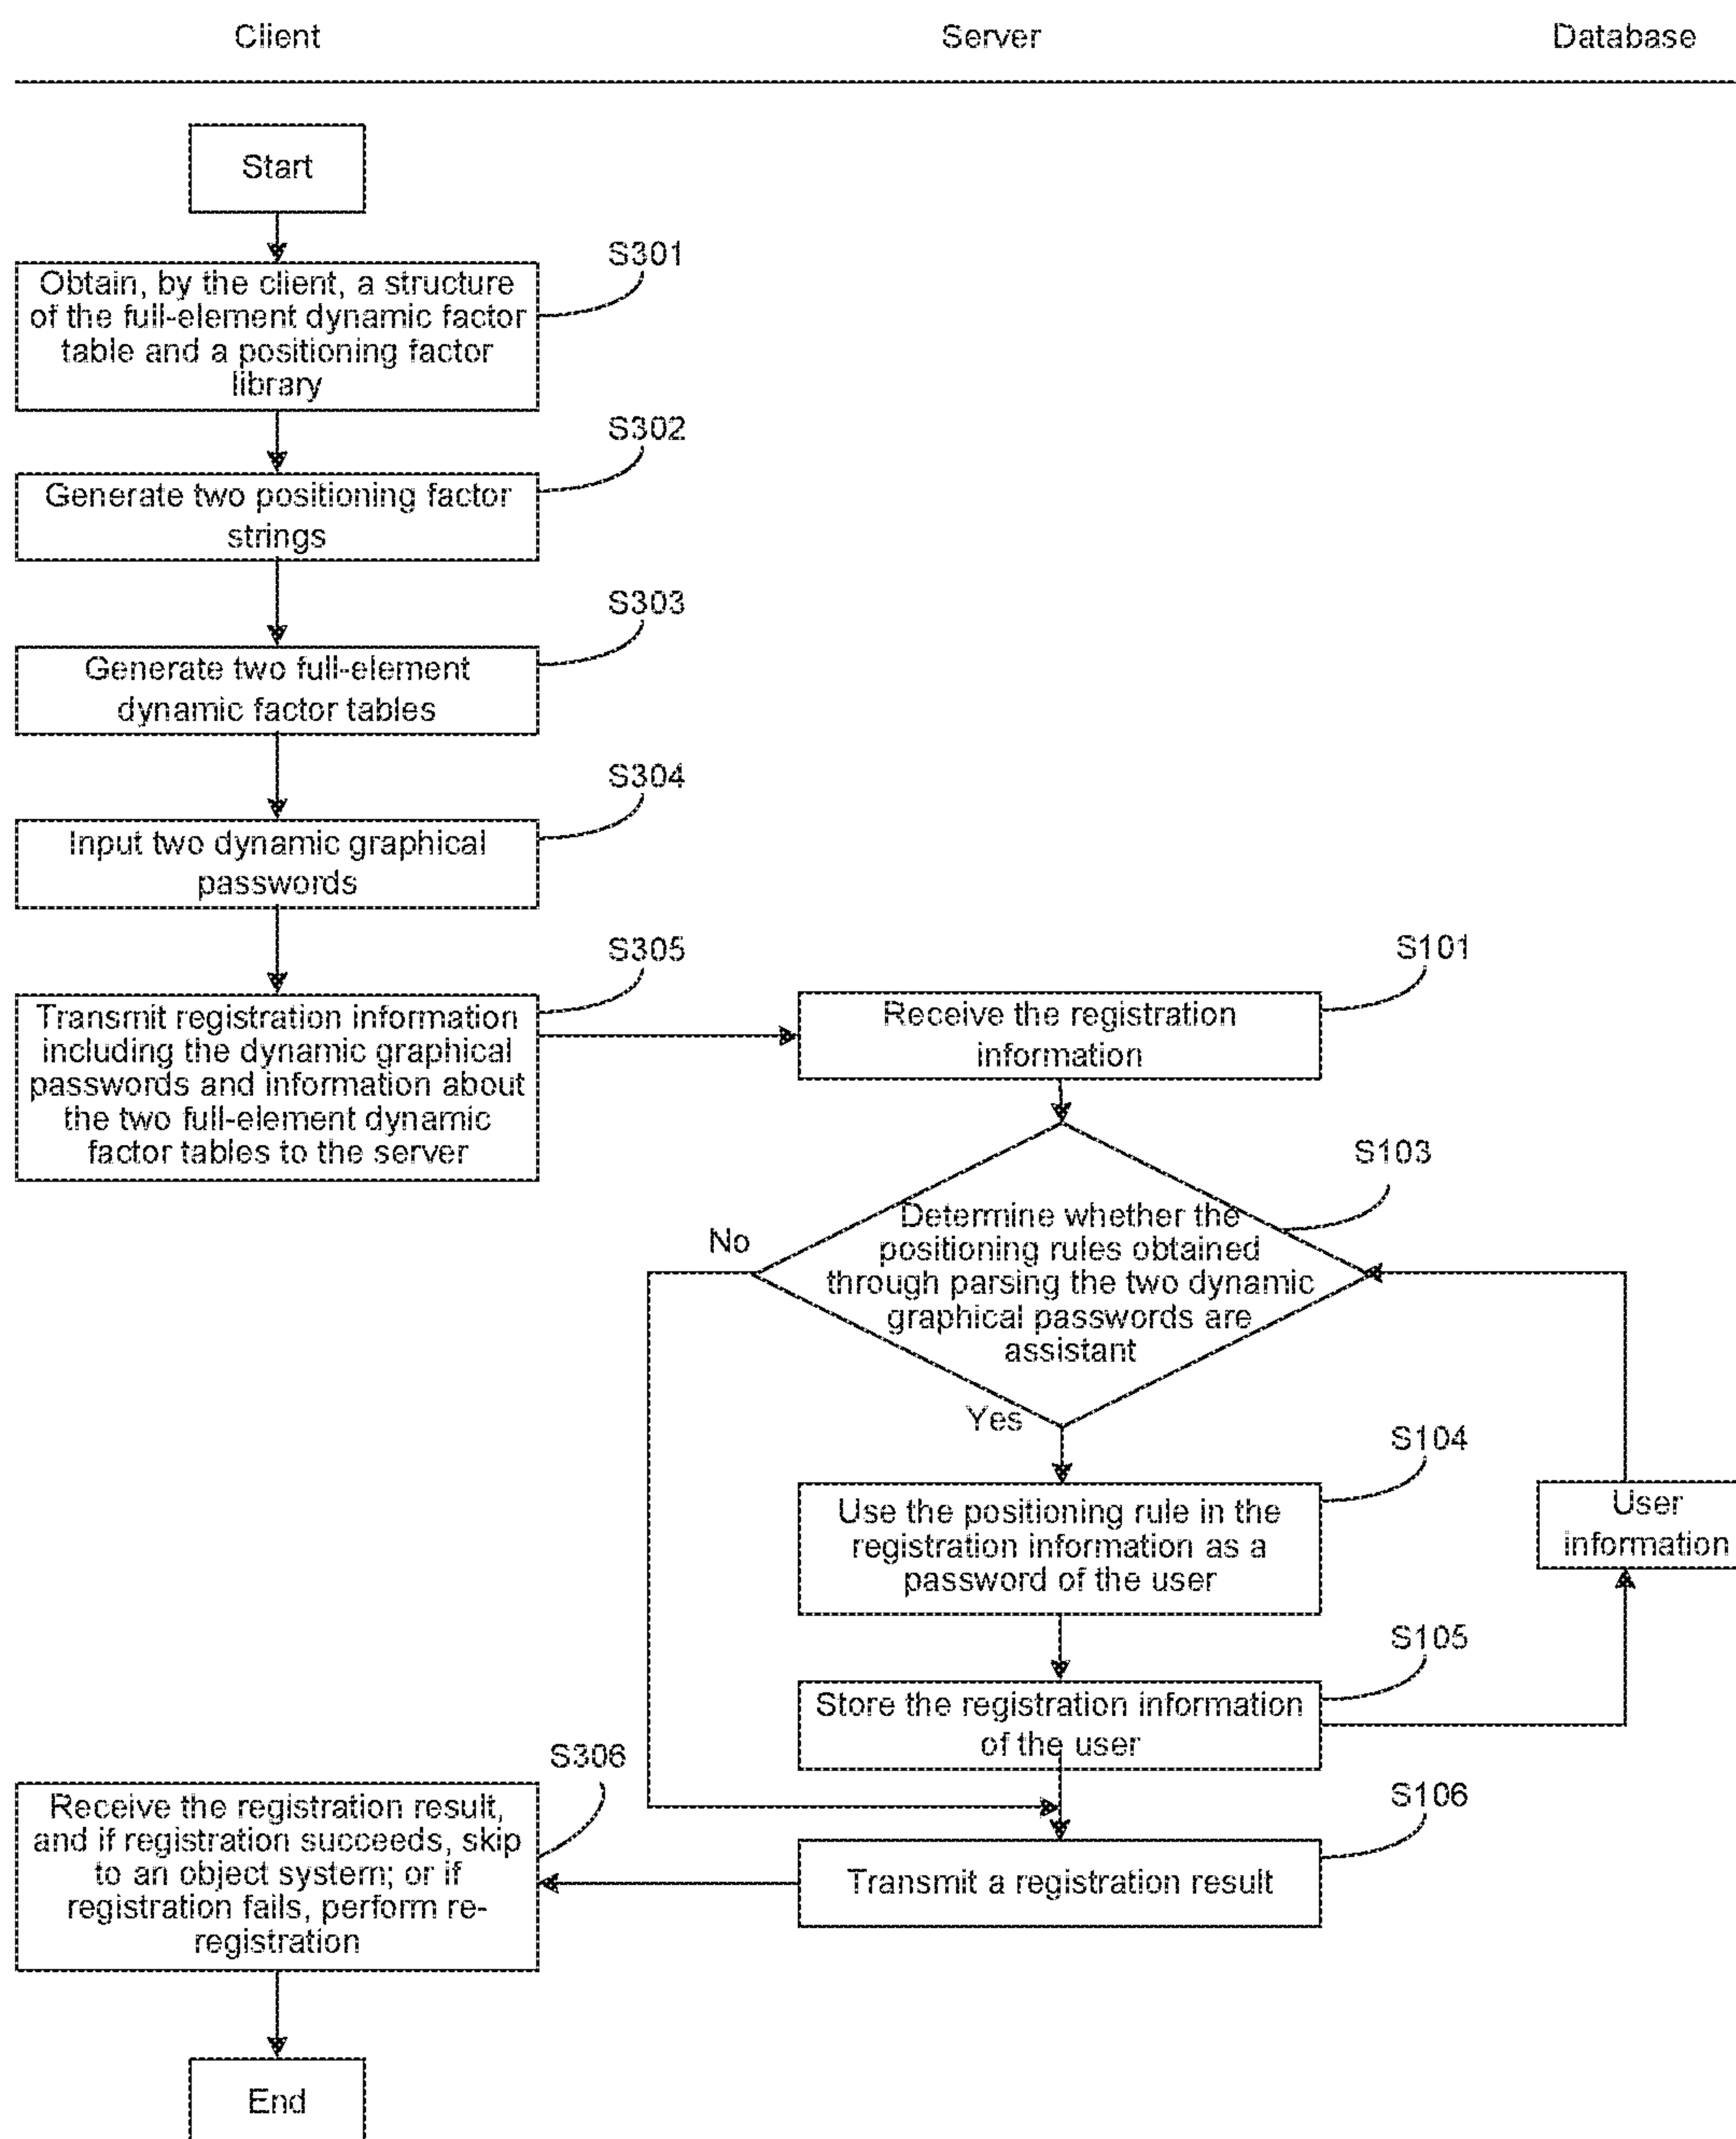 Client
Server
Database
Start
S301
Obtain, by the client, a structure
of the full-element dynamic factor
table and a positioning factor
library
S302
Generate two positioning factor
strings
S303
Generate two full-element
dynamic factor tables
S304
Input two dynamic graphical
passwords
S305
Transmit registration information
including the dynamic graphical
passwords and information about
the two full-element dynamic
factor tables to the server
S101
Receive the registration
information
S103
Determine whether the
positioning rules obtained
through parsing the two dynamic
graphical passwords are
assistant
No
Yes
S104
Use the positioning rule in the
registration information as a
password of the user
User
information
S105
Store the registration information
of the user
S106
Transmit a registration result
S306
Receive the registration result,
and if registration succeeds, skip
to an object system; or if
registration fails, perform re-
registration
End